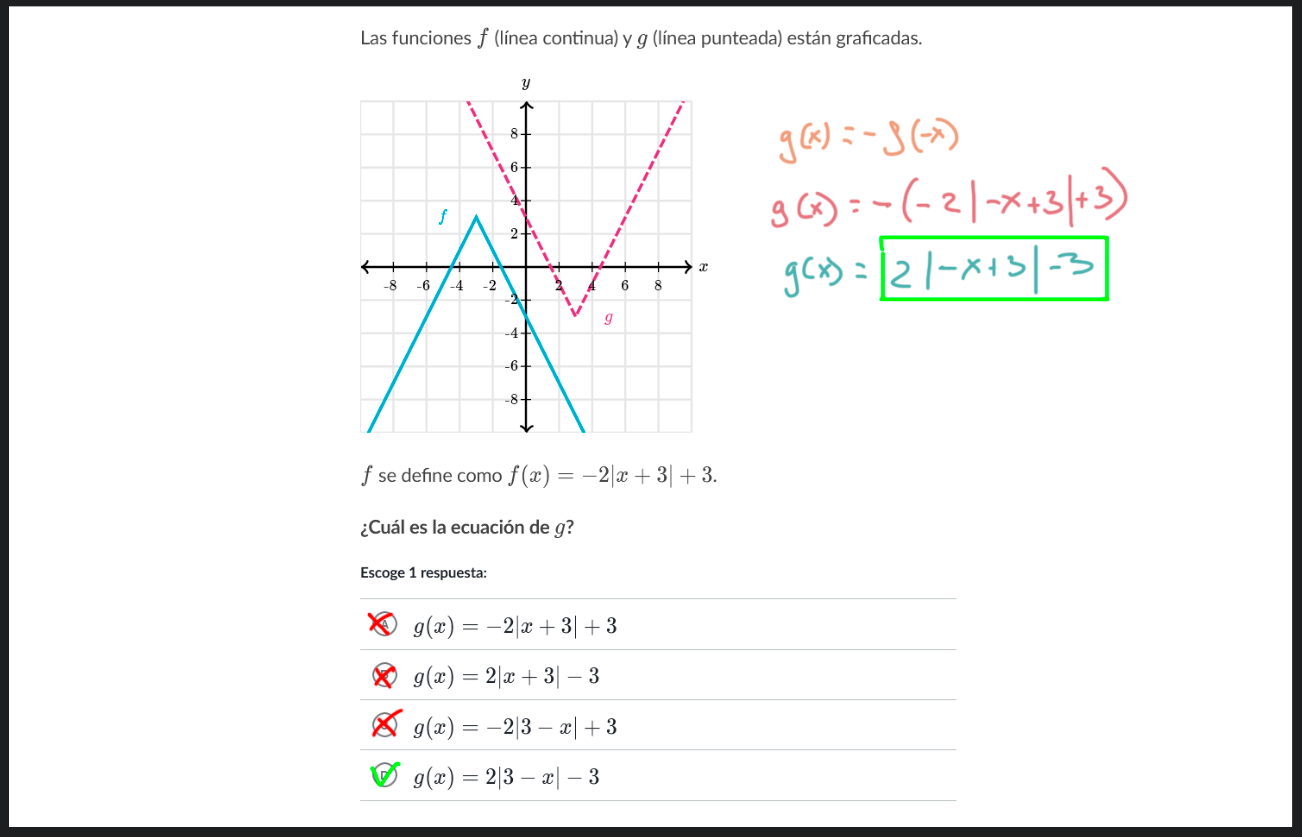 Las funciones f (línea continua) y g (línea punteada) están graficadas.
y
8
6
4
2
-8 -6 -4 -2 2 4 6 8 x
-2
-4
-6
-8
f
g
g(x) = -f(-x)
g(x) = -(-2|-x+3|+3)
g(x) = 2|-x+3|-3
f se define como f(x) = −2|x + 3| + 3.
¿Cuál es la ecuación de g?
Escoge 1 respuesta:
A g(x) = −2|x + 3| + 3
g(x) = 2|x + 3| − 3
g(x) = −2|3 − x| + 3
D g(x) = 2|3 − x| − 3